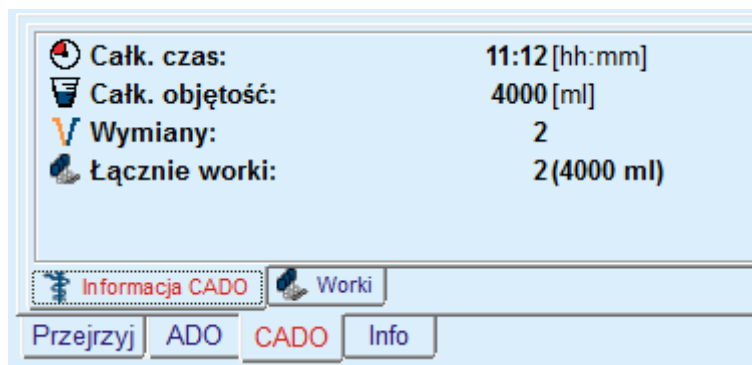 Całk. czas: 11:12 [hh:mm]
Całk. objętość: 4000 [ml]
Wymiany: 2
Łącznie worki: 2 (4000 ml)
Informacja CADO Worki
Przejrzyj ADO CADO Info